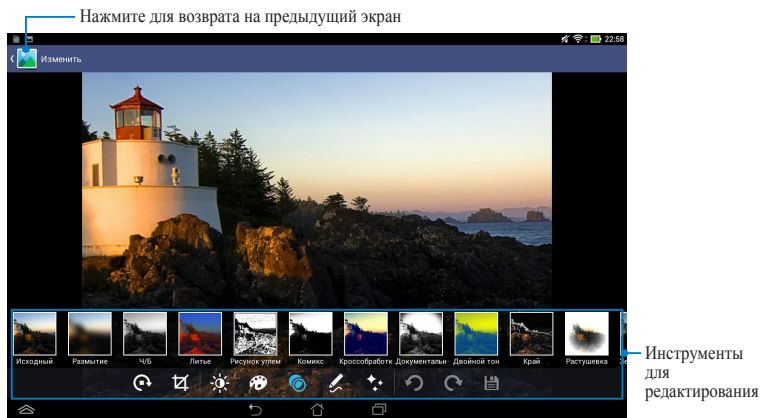 Нажмите для возврата на предыдущий экран
22:58
Изменить
Исходный Размытие Ч/Б Литье Рисунок углем Комикс Кроссобработк Документальн Двойной тон Край Растушевка Зе
Инструменты
для
редактирования